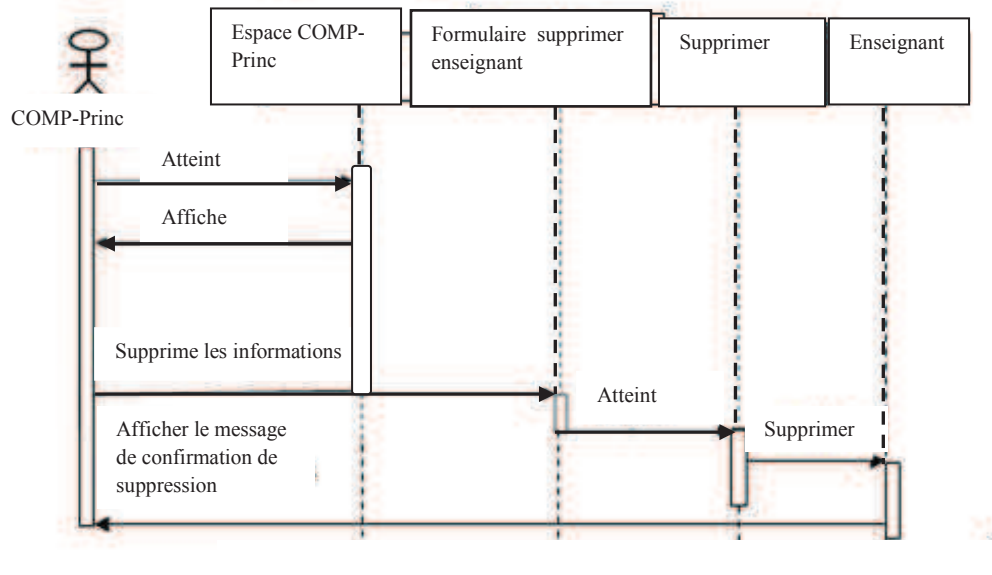 Espace COMP-
Princ
Formulaire supprimer
enseignant
Supprimer
Enseignant
COMP-Princ
Atteint
Affiche
Supprime les informations
Atteint
Supprimer
Afficher le message
de confirmation de
suppression